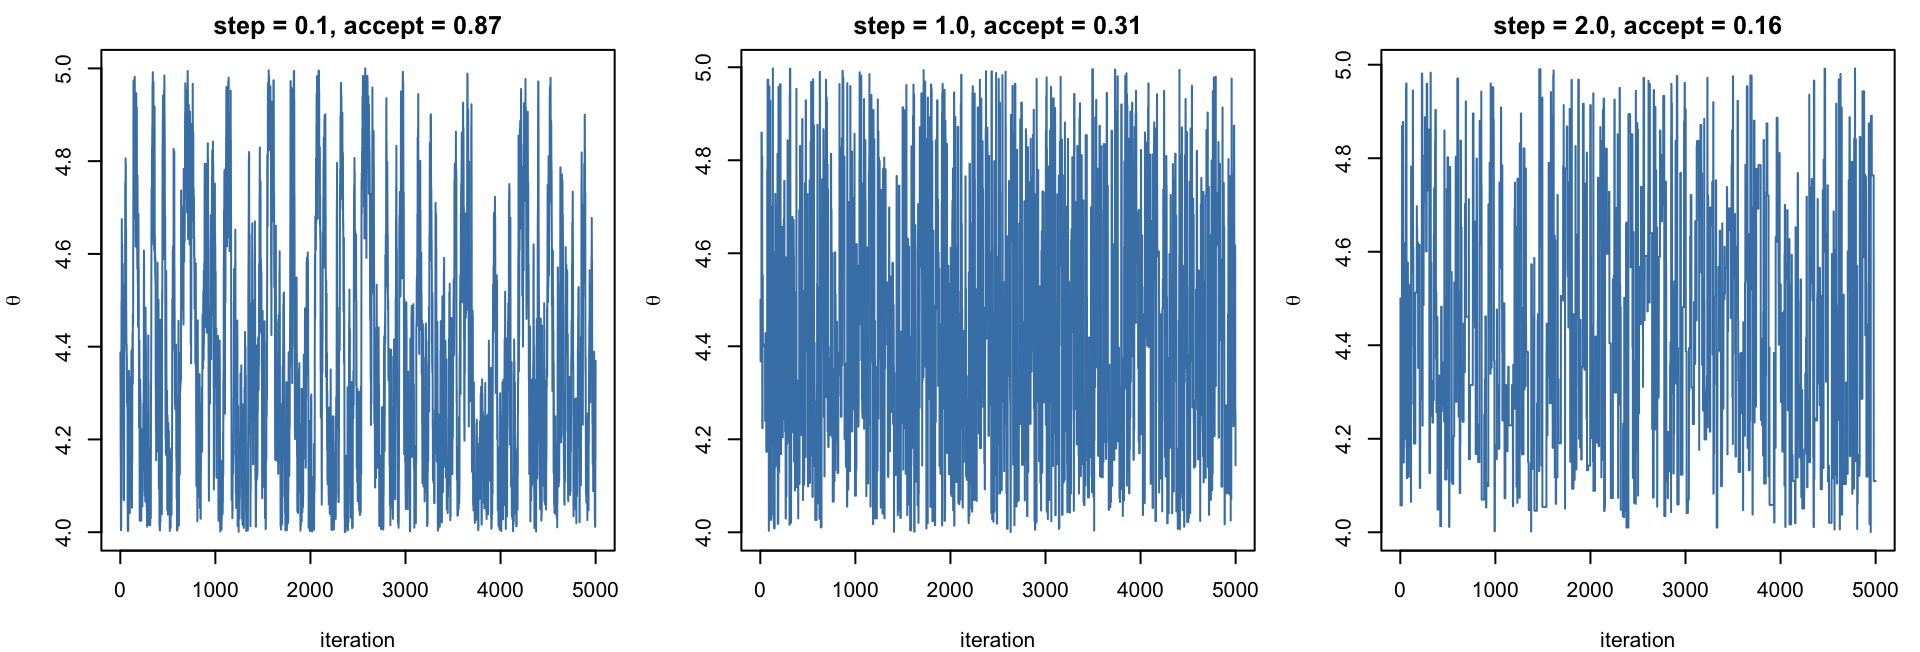 step = 0.1, accept = 0.87
θ
5.0
4.8
4.6
4.4
4.2
4.0
0 1000 2000 3000 4000 5000
iteration
step = 1.0, accept = 0.31
θ
5.0
4.8
4.6
4.4
4.2
4.0
0 1000 2000 3000 4000 5000
iteration
step = 2.0, accept = 0.16
θ
5.0
4.8
4.6
4.4
4.2
4.0
0 1000 2000 3000 4000 5000
iteration